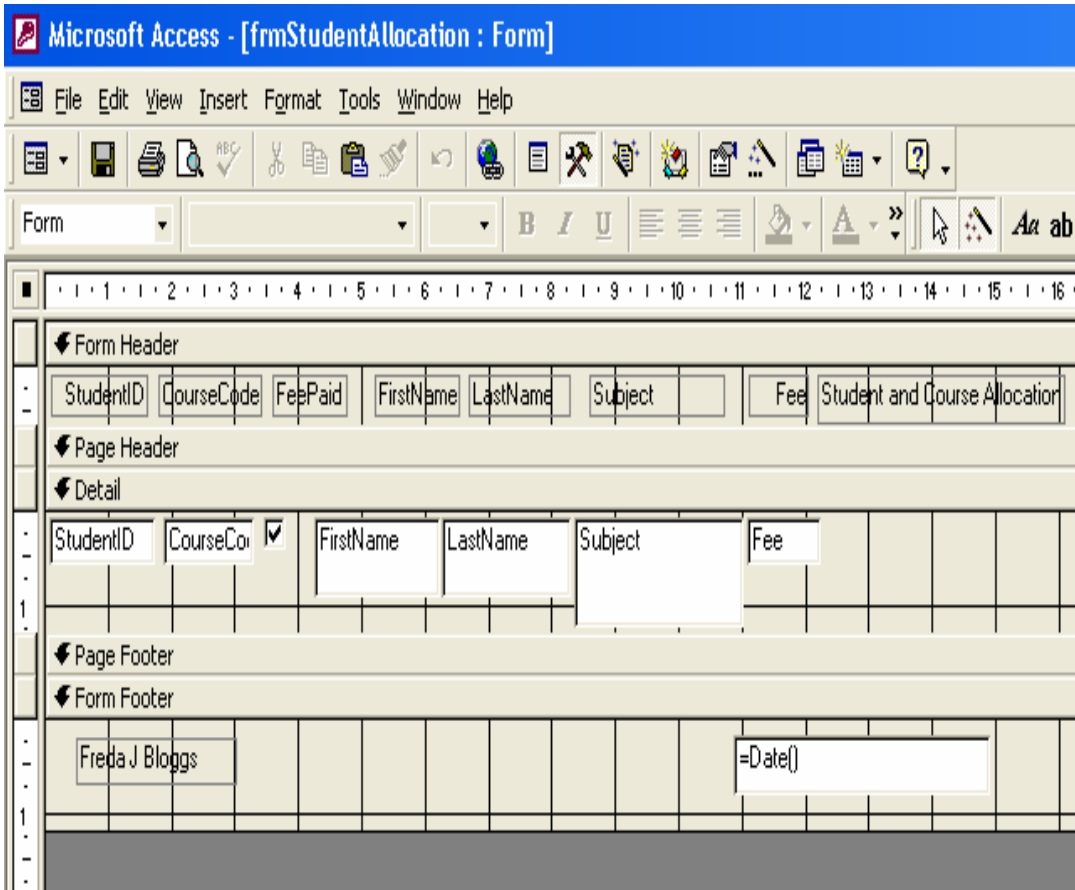 Microsoft Access - [frmStudentAllocation : Form]
File Edit View Insert Format Tools Window Help
ABC
Form B I U A Aa ab
1 2 3 4 5 6 7 8 9 10 11 12 13 14 15 16
Form Header
StudentID CourseCode FeePaid FirstName LastName Subject Fee Student and Course Allocation
Page Header
Detail
StudentID CourseCo FirstName LastName Subject Fee
1
Page Footer
Form Footer
Freda J Bloggs =Date()
1